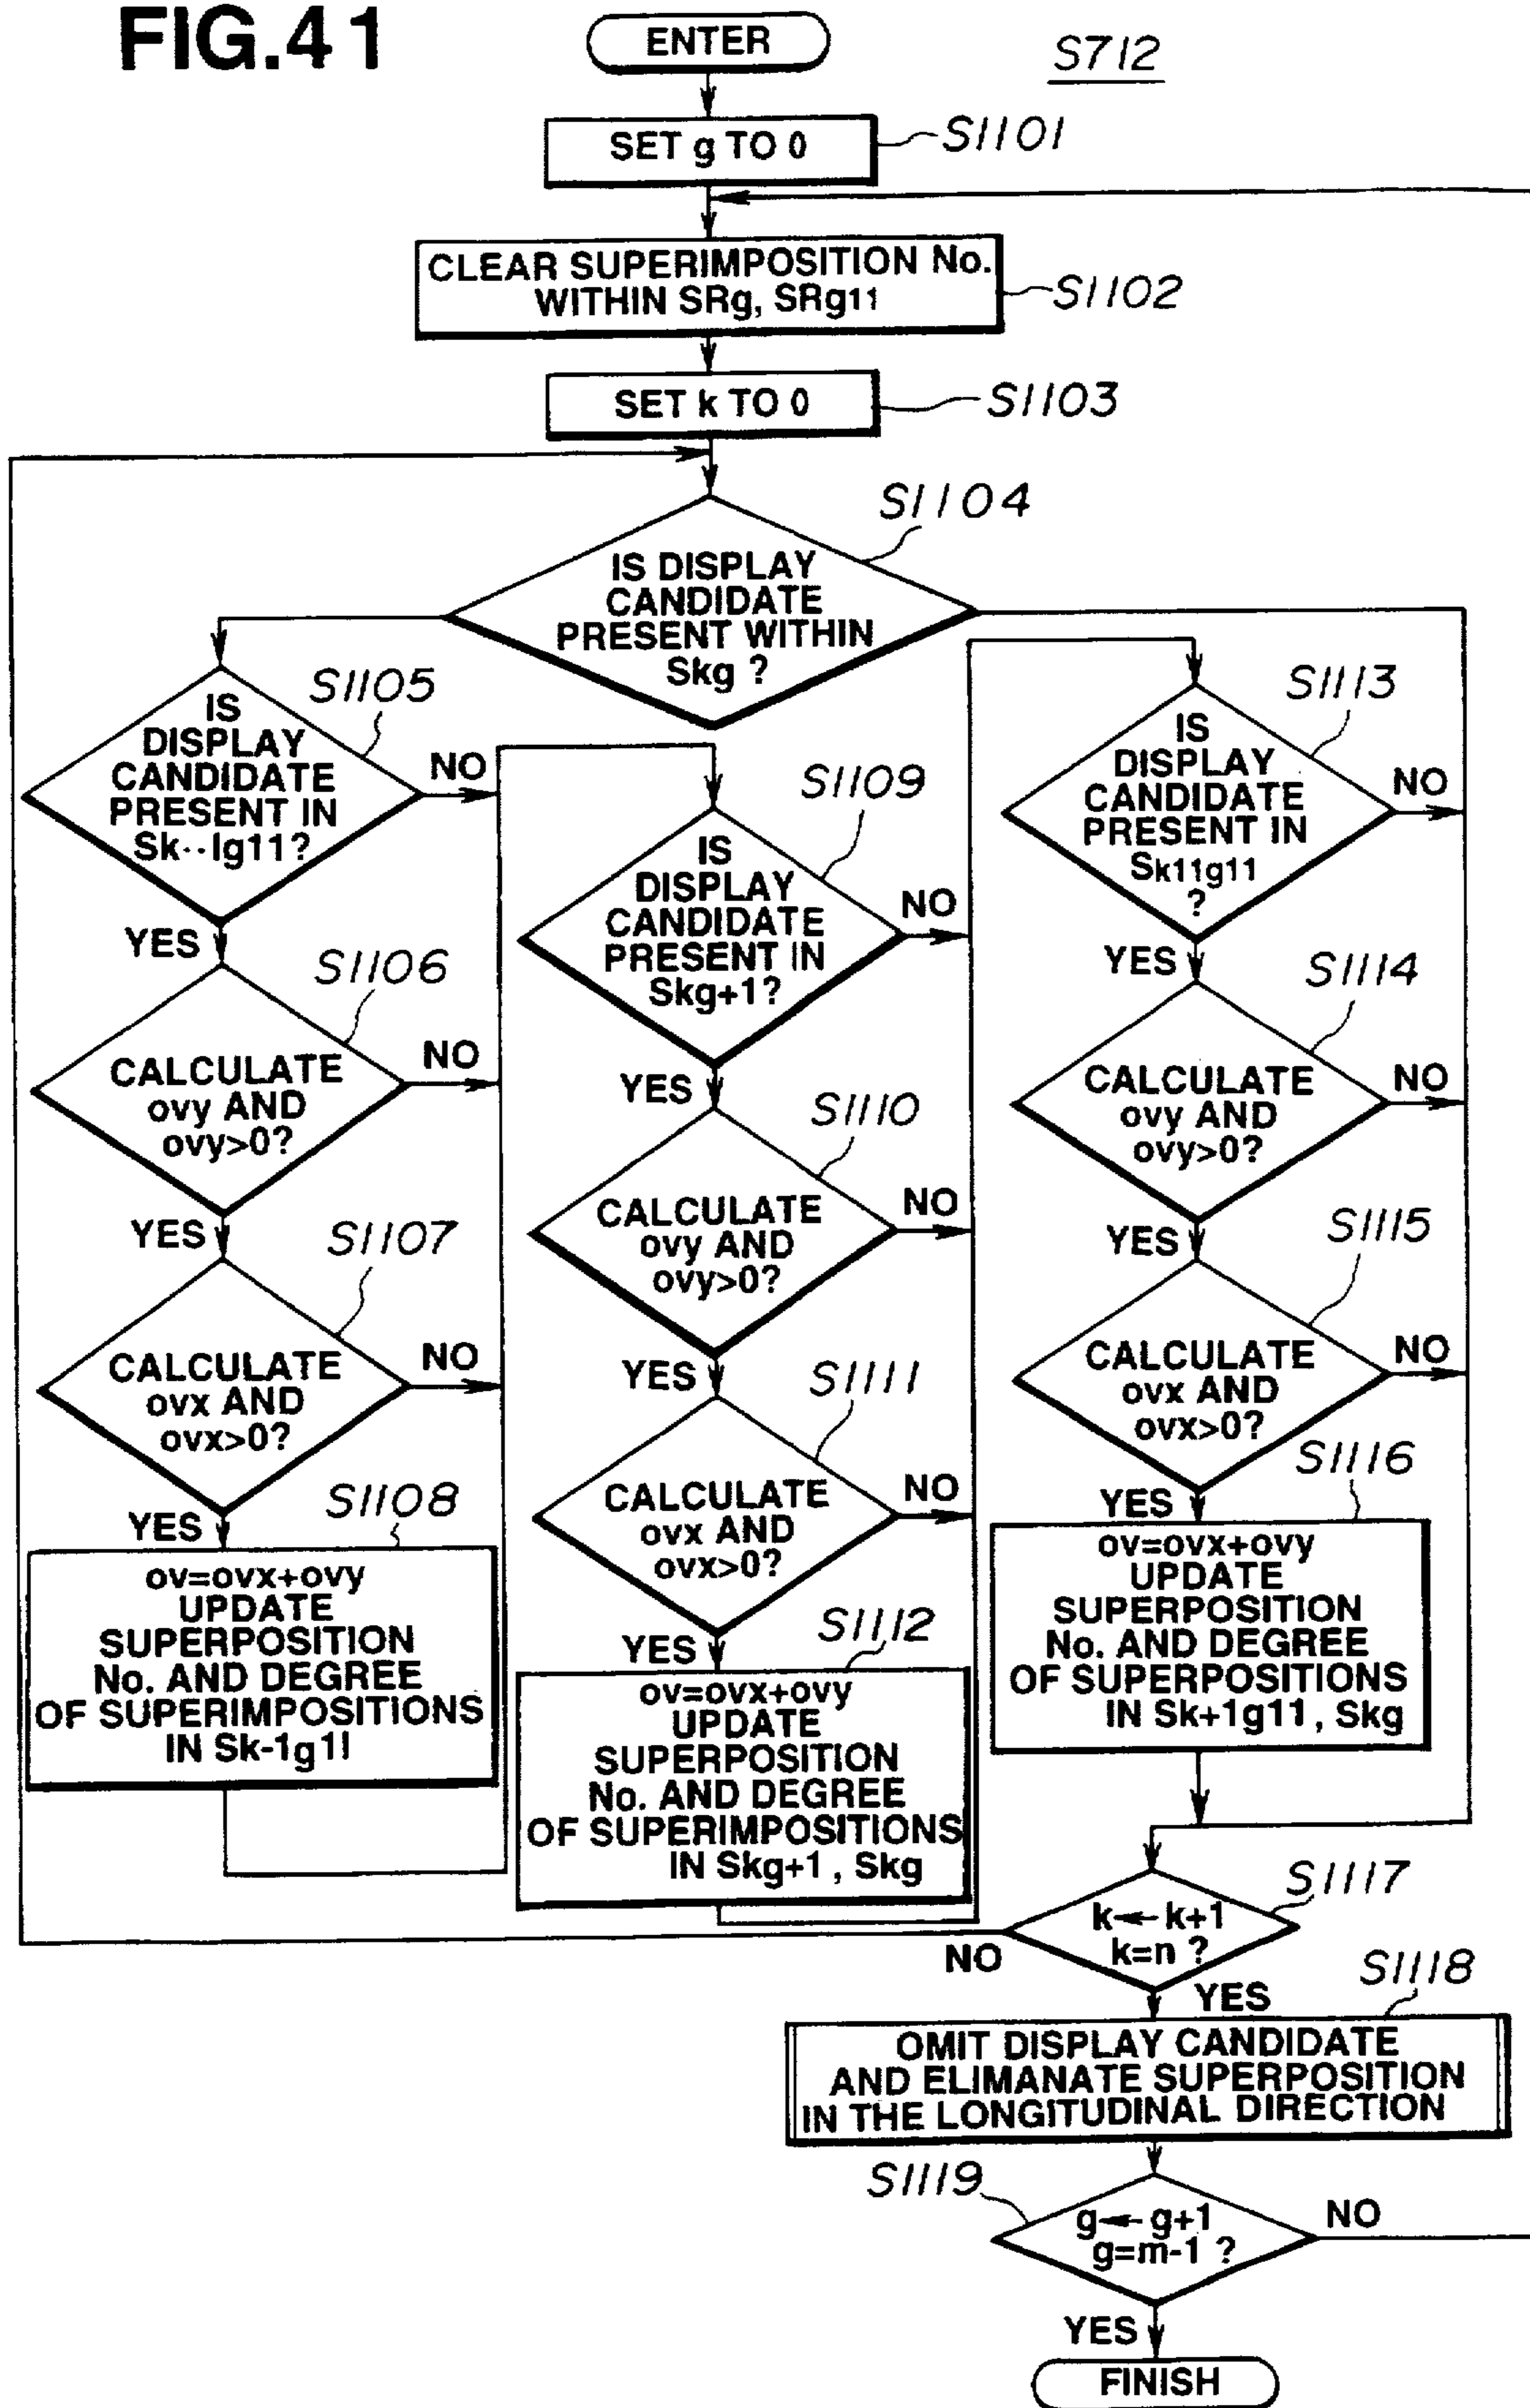 FIG.41
ENTER
S712
SET g TO 0
S1101
CLEAR SUPERIMPOSITION No.
WITHIN SRg, SRg11
S1102
SET k TO 0
S1103
S1104
IS DISPLAY
CANDIDATE
PRESENT WITHIN
Skg ?
S1105
IS
DISPLAY
CANDIDATE
PRESENT IN
Sk--Ig11?
NO
YES
S1106
CALCULATE
ovy AND
ovy>0?
NO
YES
S1107
CALCULATE
ovx AND
ovx>0?
NO
YES
S1108
ov=ovx+ovy
UPDATE
SUPERPOSITION
No. AND DEGREE
OF SUPERIMPOSITIONS
IN Sk-1g1I
S1109
IS
DISPLAY
CANDIDATE
PRESENT IN
Skg+1?
NO
YES
S1110
CALCULATE
ovy AND
ovy>0?
NO
YES
S1111
CALCULATE
ovx AND
ovx>0?
NO
YES
S1112
ov=ovx+ovy
UPDATE
SUPERPOSITION
No. AND DEGREE
OF SUPERIMPOSITIONS
IN Skg+1 , Skg
S1113
IS
DISPLAY
CANDIDATE
PRESENT IN
Sk11g11
?
NO
YES
S1114
CALCULATE
ovy AND
ovy>0?
NO
YES
S1115
CALCULATE
ovx AND
ovx>0?
NO
YES
S1116
ov=ovx+ovy
UPDATE
SUPERPOSITION
No. AND DEGREE
OF SUPERPOSITIONS
IN Sk+1g11 , Skg
S1117
k←k+1
k=n ?
NO
YES
S1118
OMIT DISPLAY CANDIDATE
AND ELIMANATE SUPERPOSITION
IN THE LONGITUDINAL DIRECTION
S1119
g←g+1
g=m-1 ?
NO
YES
FINISH